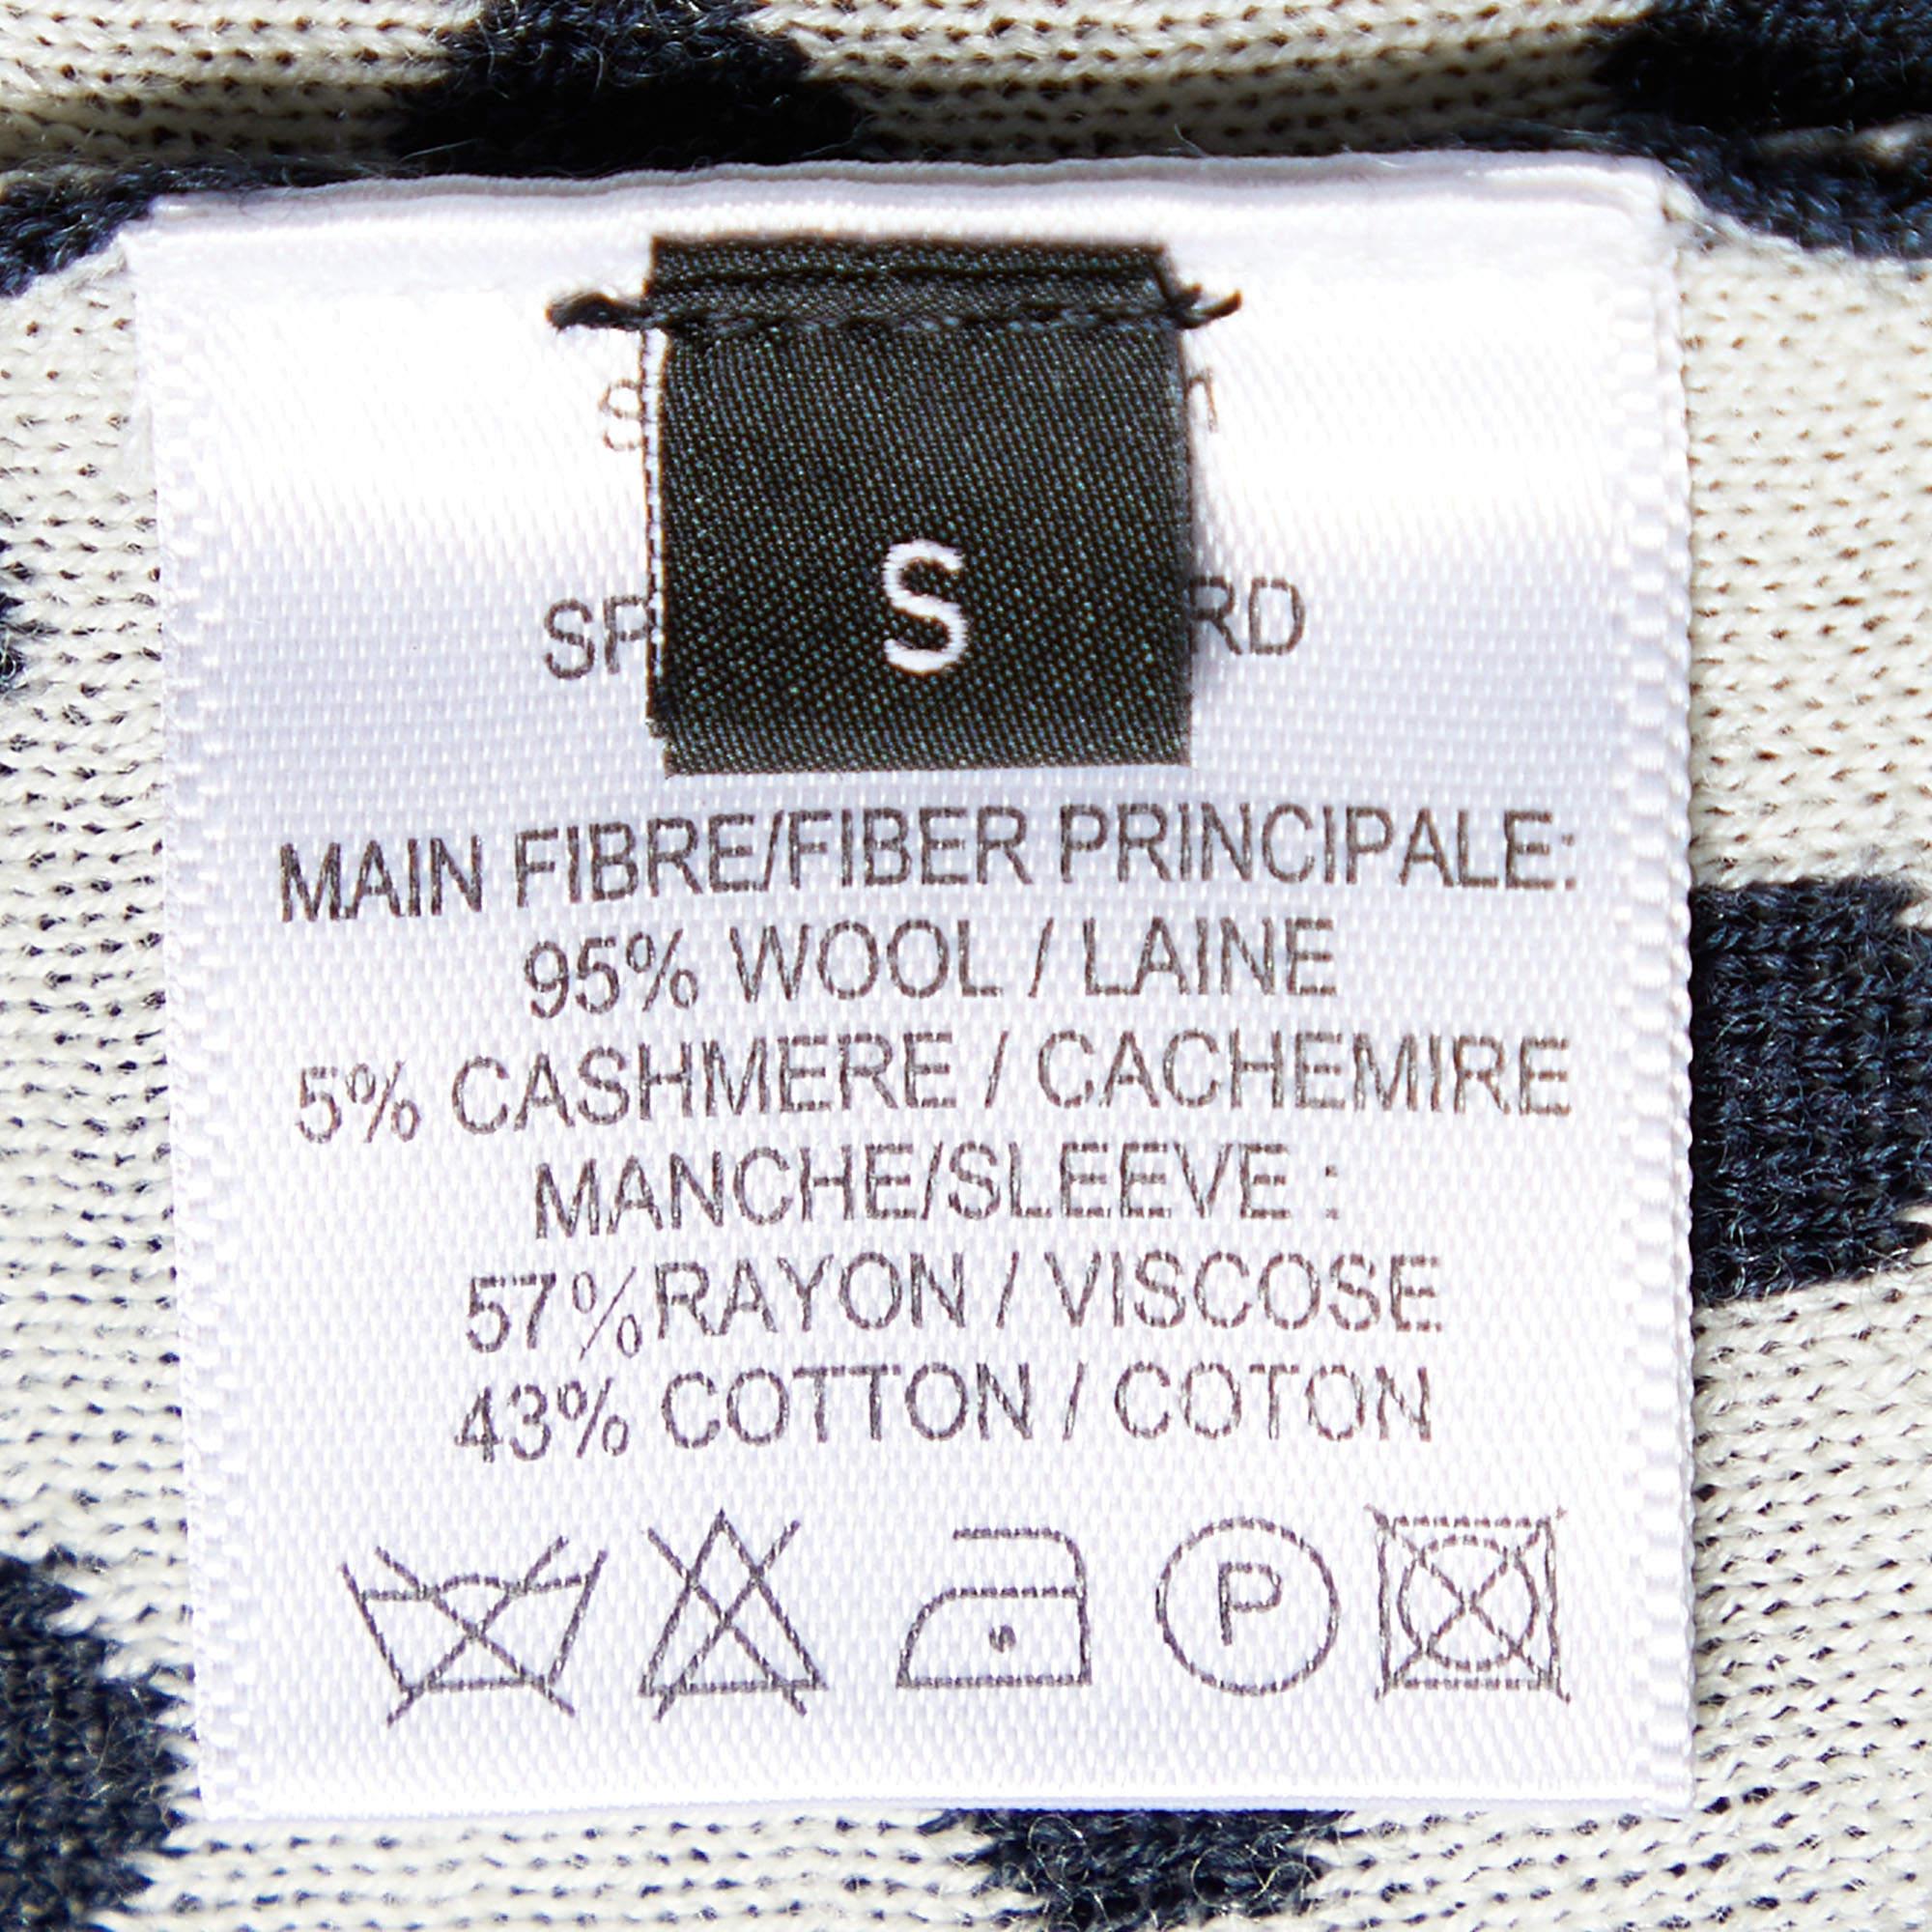 S
MAIN FIBRE/FIBER PRINCIPALE:
95% WOOL / LAINE
5% CASHMERE / CACHEMIRE
MANCHE/SLEEVE :
57%RAYON / VISCOSE
43% COTTON / COTON
P